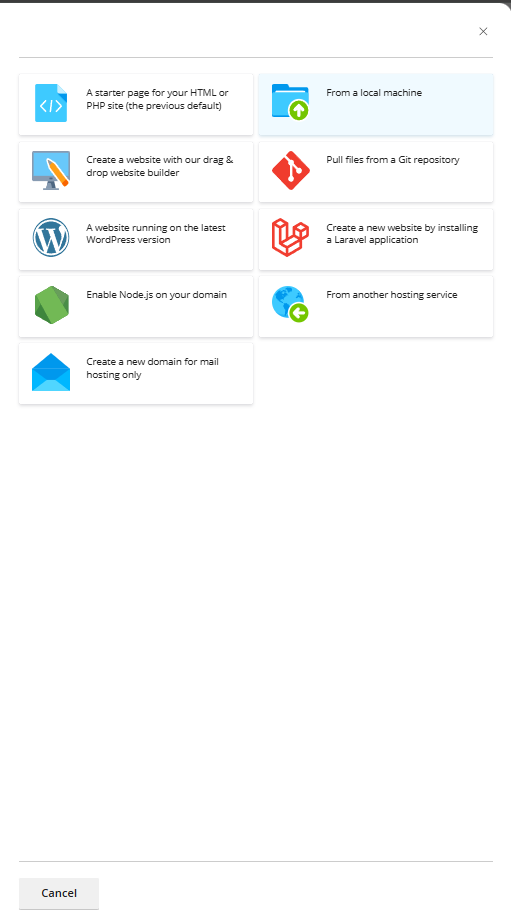 A starter page for your HTML or
PHP site (the previous default)
From a local machine
Create a website with our drag &
drop website builder
Pull files from a Git repository
A website running on the latest
WordPress version
Create a new website by installing
a Laravel application
Enable Node.js on your domain
From another hosting service
Create a new domain for mail
hosting only
Cancel